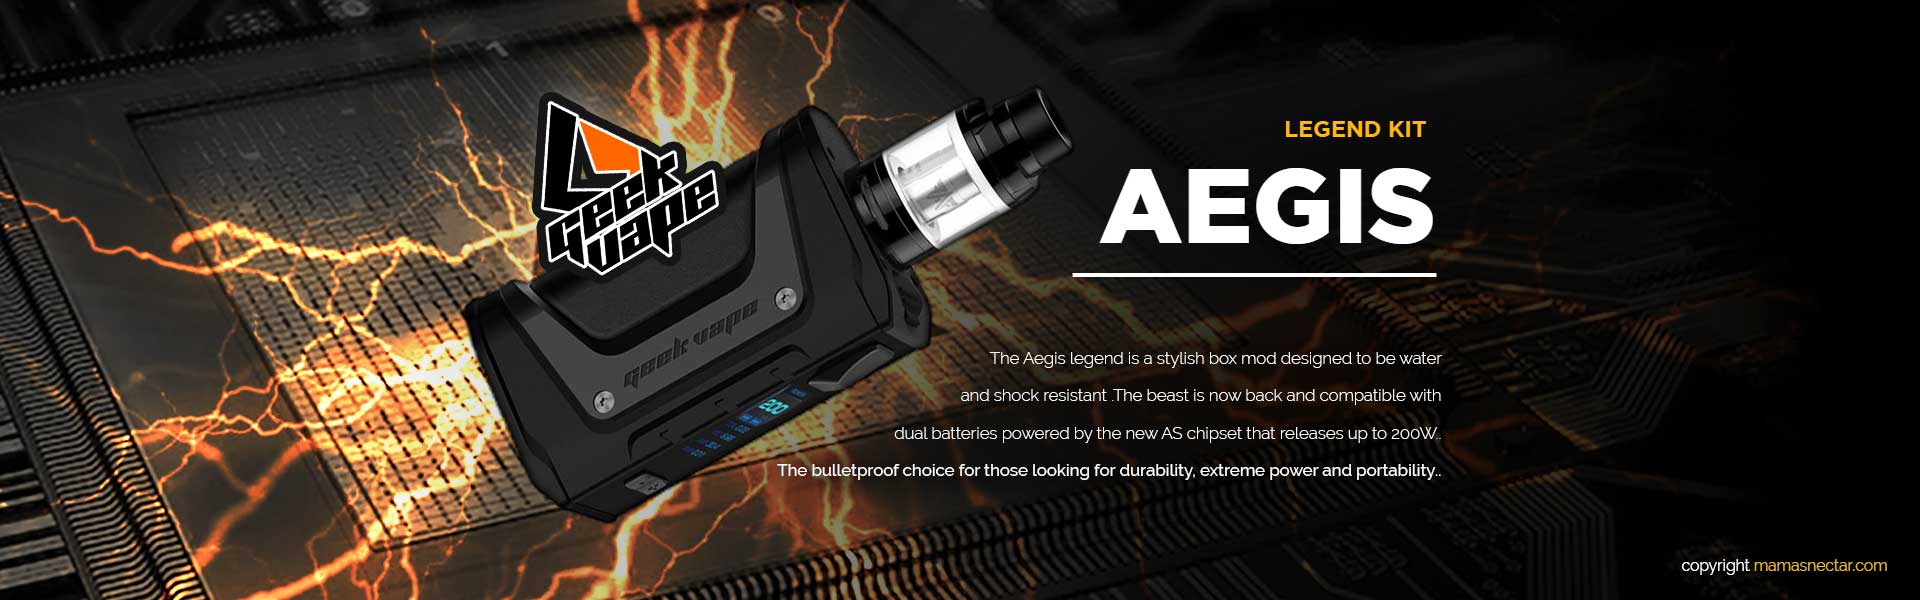 Geek
Vape
geek vape
200
LEGEND KIT
AEGIS
The Aegis legend is a stylish box mod designed to be water
and shock resistant .The beast is now back and compatible with
dual batteries powered by the new AS chipset that releases up to 200W..
The bulletproof choice for those looking for durability, extreme power and portability..
copyright mamasnectar.com